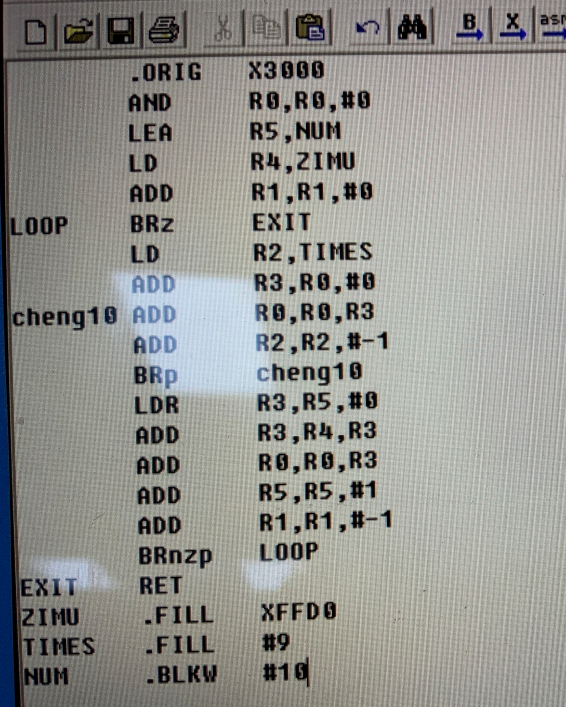 B X asm
.ORIG X3000
AND R0,R0,#0
LEA R5,NUM
LD R4,ZIMU
ADD R1,R1,#0
LOOP BRz EXIT
LD R2,TIMES
ADD R3,R0,#0
cheng10 ADD R0,R0,R3
ADD R2,R2,#-1
BRp cheng10
LDR R3,R5,#0
ADD R3,R4,R3
ADD R0,R0,R3
ADD R5,R5,#1
ADD R1,R1,#-1
BRnzp LOOP
EXIT RET
ZIMU .FILL XFFD0
TIMES .FILL #9
NUM .BLKW #10